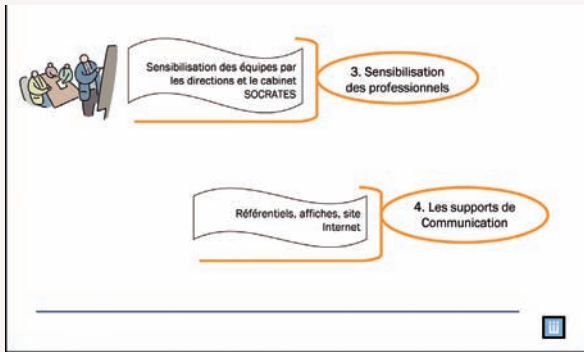 Sensibilisation des équipes par
les directions et le cabinet
SOCRATES
3. Sensibilisation
des professionnels
Référentiels, affiches, site
Internet
4. Les supports de
Communication